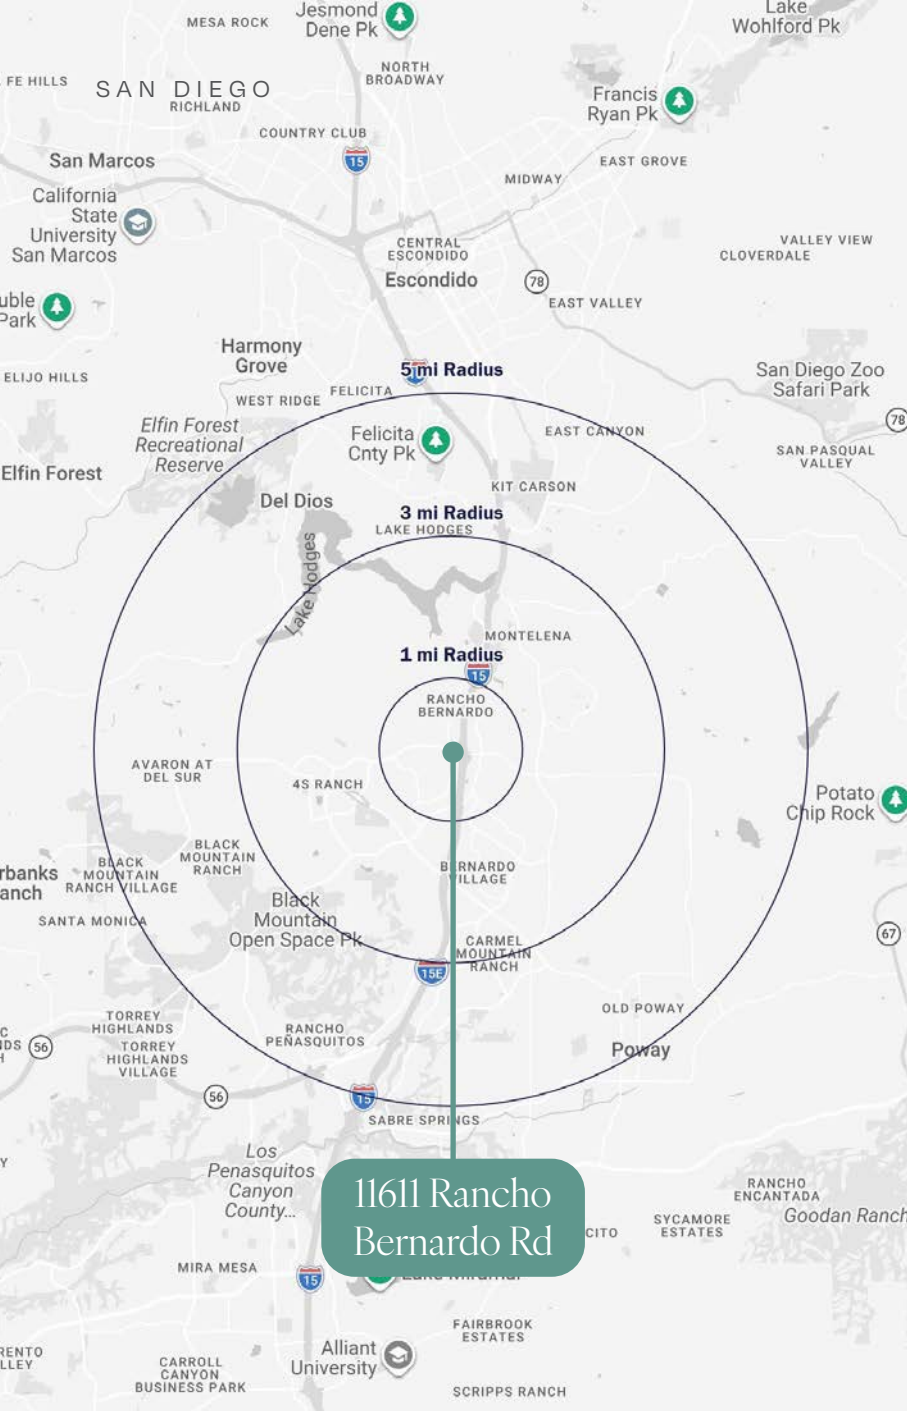 Jesmond
Dene Pk
Lake
Wohlford Pk
MESA ROCK
NORTH
BROADWAY
FE HILLS
SAN DIEGO
RICHLAND
Francis
Ryan Pk
COUNTRY CLUB
15
San Marcos
EAST GROVE
MIDWAY
California
State
University
San Marcos
CENTRAL
ESCONDIDO
VALLEY VIEW
CLOVERDALE
Escondido
78
EAST VALLEY
uble
Park
Harmony
Grove
5 mi Radius
ELIJO HILLS
San Diego Zoo
Safari Park
FELICITA
WEST RIDGE
78
Elfin Forest
Recreational
Reserve
Felicita
Cnty Pk
EAST CANYON
SAN PASQUAL
VALLEY
Elfin Forest
KIT CARSON
Del Dios
3 mi Radius
LAKE HODGES
Lake Hodges
MONTELENA
1 mi Radius
15
RANCHO
BERNARDO
AVARON AT
DEL SUR
4S RANCH
Potato
Chip Rock
BLACK
MOUNTAIN
RANCH
BLACK
MOUNTAIN
RANCH VILLAGE
BERNARDO
VILLAGE
rbanks
anch
Black
Mountain
Open Space Pk
SANTA MONICA
67
CARMEL
MOUNTAIN
RANCH
15E
OLD POWAY
TORREY
HIGHLANDS
RANCHO
PEÑASQUITOS
C
NDS
H
56
TORREY
HIGHLANDS
VILLAGE
Poway
56
15
SABRE SPRINGS
Los
Penasquitos
Canyon
County...
Y
11611 Rancho
Bernardo Rd
RANCHO
ENCANTADA
CITO
SYCAMORE
ESTATES
Goodan Ranch
MIRA MESA
15
Lake Miramar
FAIRBROOK
ESTATES
RENTO
LLEY
Alliant
University
CARROLL
CANYON
BUSINESS PARK
SCRIPPS RANCH